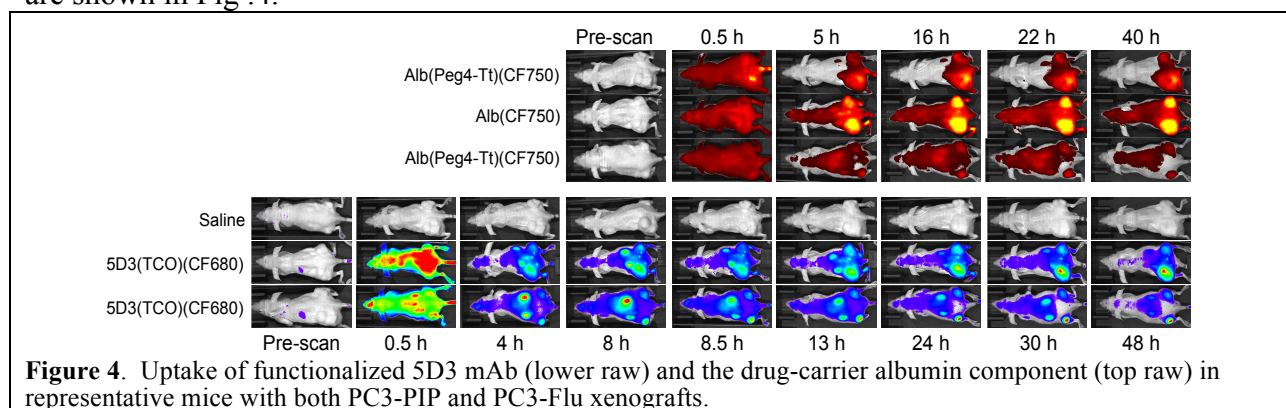 are shown in Fig .4.
Pre-scan 0.5 h 5 h 16 h 22 h 40 h
Alb(Peg4-Tt)(CF750)
Alb(CF750)
Alb(Peg4-Tt)(CF750)
Saline
5D3(TCO)(CF680)
5D3(TCO)(CF680)
Pre-scan 0.5 h 4 h 8 h 8.5 h 13 h 24 h 30 h 48 h
Figure 4. Uptake of functionalized 5D3 mAb (lower raw) and the drug-carrier albumin component (top raw) in
representative mice with both PC3-PIP and PC3-Flu xenografts.